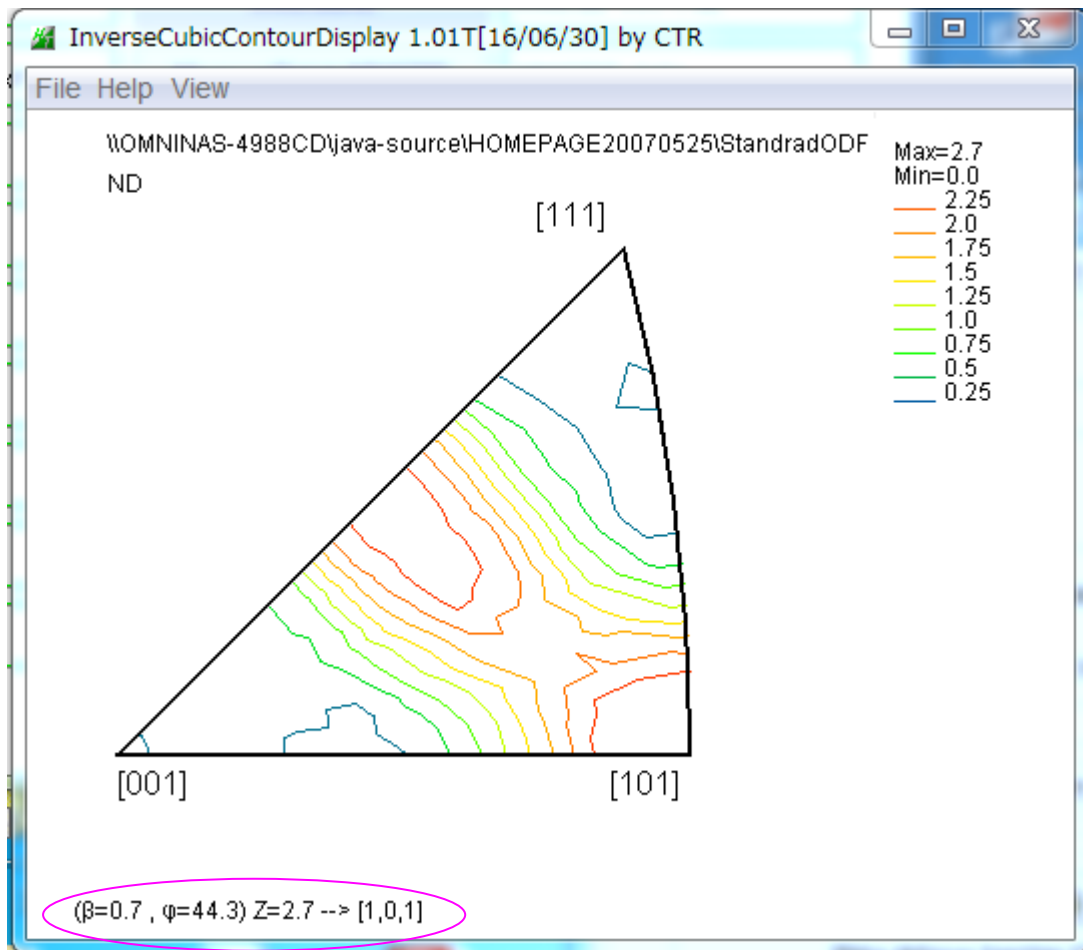 InverseCubicContourDisplay 1.01T[16/06/30] by CTR
File Help View
\\OMNINAS-4988CD\java-source\HOMEPAGE20070525\StandradODF
ND
Max=2.7
Min=0.0
2.25
2.0
1.75
1.5
1.25
1.0
0.75
0.5
0.25
[111]
[001]
[101]
(β=0.7 , φ=44.3) Z=2.7 --> [1,0,1]